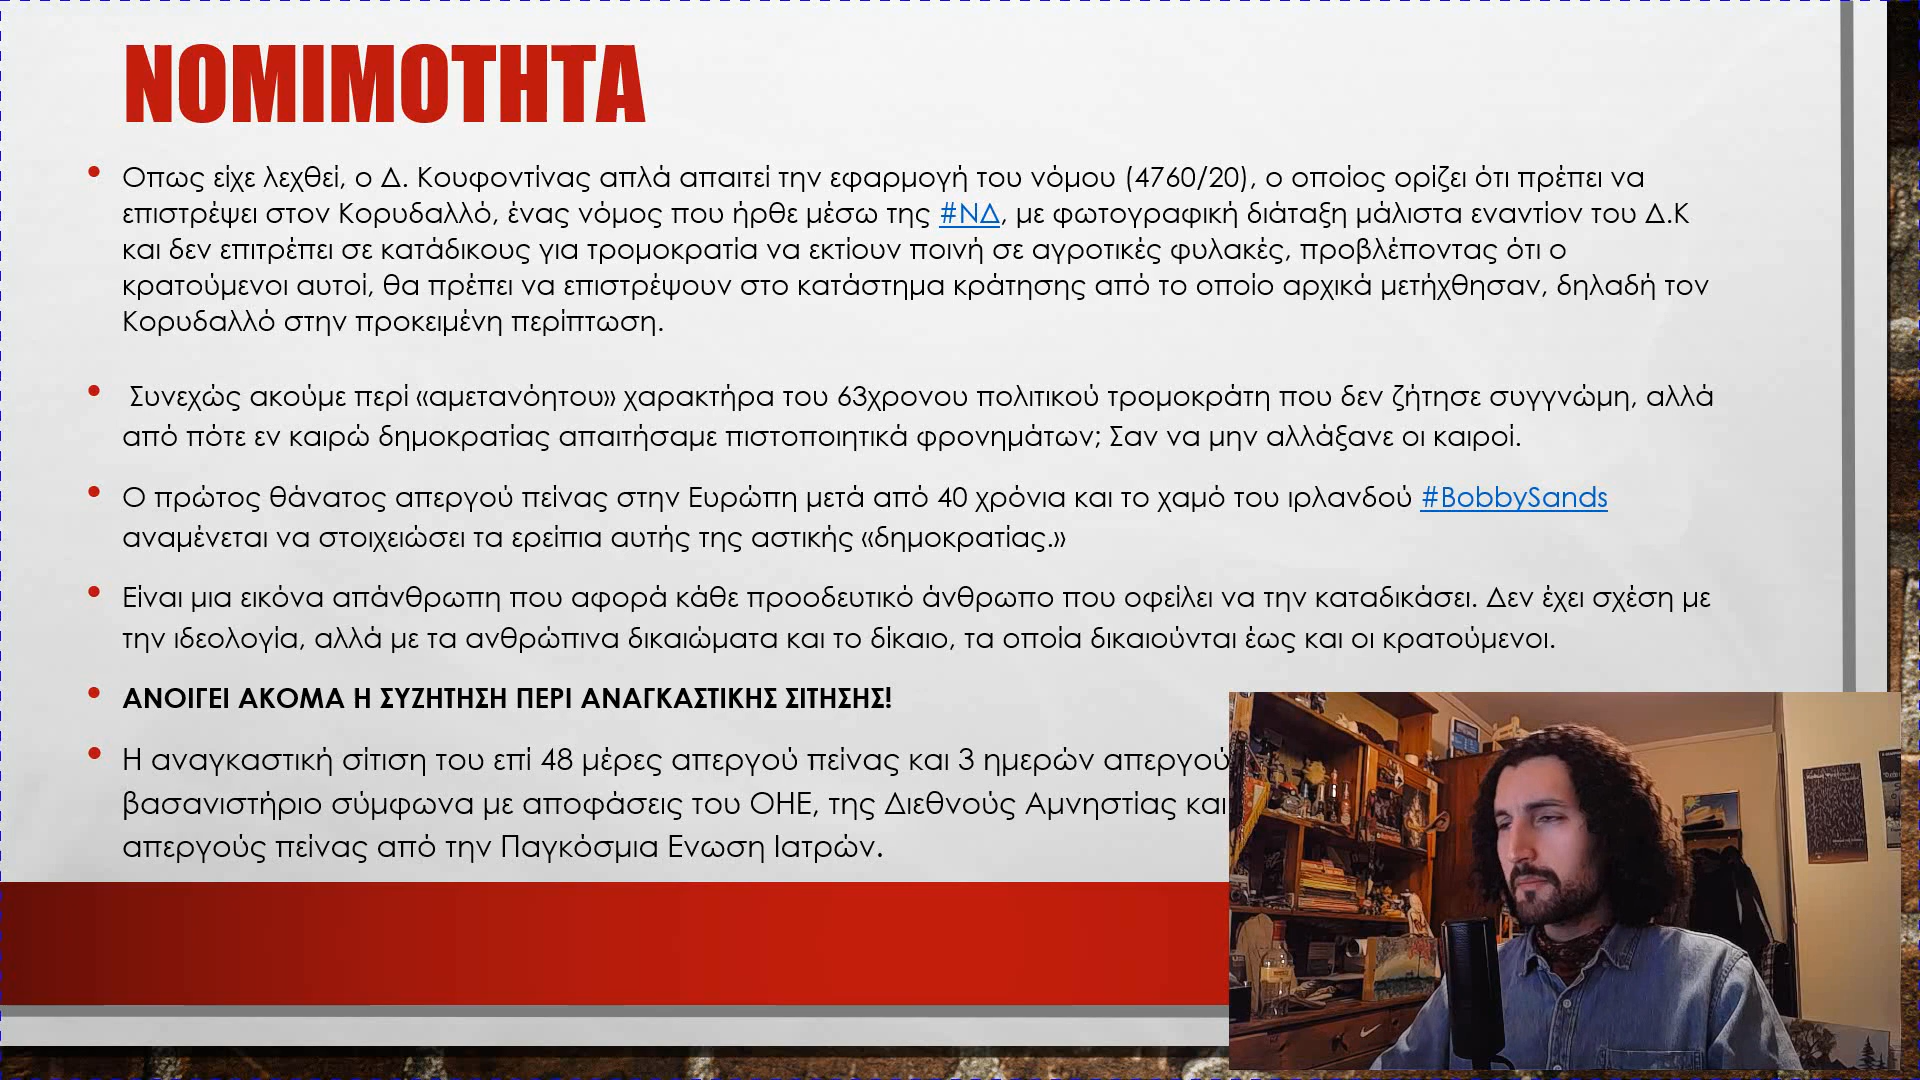 ΝΟΜΙΜΟΤΗΤΑ
• Οπως είχε λεχθεί, ο Δ. Κουφοντίνας απλά απαιτεί την εφαρμογή του νόμου (4760/20), ο οποίος ορίζει ότι πρέπει να
επιστρέψει στον Κορυδαλλό, ένας νόμος που ήρθε μέσω της #ΝΔ, με φωτογραφική διάταξη μάλιστα εναντίον του Δ.Κ
και δεν επιτρέπει σε κατάδικους για τρομοκρατία να εκτίουν ποινή σε αγροτικές φυλακές, προβλέποντας ότι ο
κρατούμενοι αυτοί, θα πρέπει να επιστρέψουν στο κατάστημα κράτησης από το οποίο αρχικά μετήχθησαν, δηλαδή τον
Κορυδαλλό στην προκειμένη περίπτωση.
• Συνεχώς ακούμε περί «αμετανόητου» χαρακτήρα του 63χρονου πολιτικού τρομοκράτη που δεν ζήτησε συγγνώμη, αλλά
από πότε εν καιρώ δημοκρατίας απαιτήσαμε πιστοποιητικά φρονημάτων; Σαν να μην αλλάξανε οι καιροί.
• Ο πρώτος θάνατος απεργού πείνας στην Ευρώπη μετά από 40 χρόνια και το χαμό του ιρλανδού #BobbySands
αναμένεται να στοιχειώσει τα ερείπια αυτής της αστικής «δημοκρατίας.»
• Είναι μια εικόνα απάνθρωπη που αφορά κάθε προοδευτικό άνθρωπο που οφείλει να την καταδικάσει. Δεν έχει σχέση με
την ιδεολογία, αλλά με τα ανθρώπινα δικαιώματα και το δίκαιο, τα οποία δικαιούνται έως και οι κρατούμενοι.
• ΑΝΟΙΓΕΙ ΑΚΟΜΑ Η ΣΥΖΗΤΗΣΗ ΠΕΡΙ ΑΝΑΓΚΑΣΤΙΚΗΣ ΣΙΤΗΣΗΣ!
• Η αναγκαστική σίτιση του επί 48 μέρες απεργού πείνας και 3 ημερών απεργού
βασανιστήριο σύμφωνα με αποφάσεις του ΟΗΕ, της Διεθνούς Αμνηστίας και
απεργούς πείνας από την Παγκόσμια Ενωση Ιατρών.